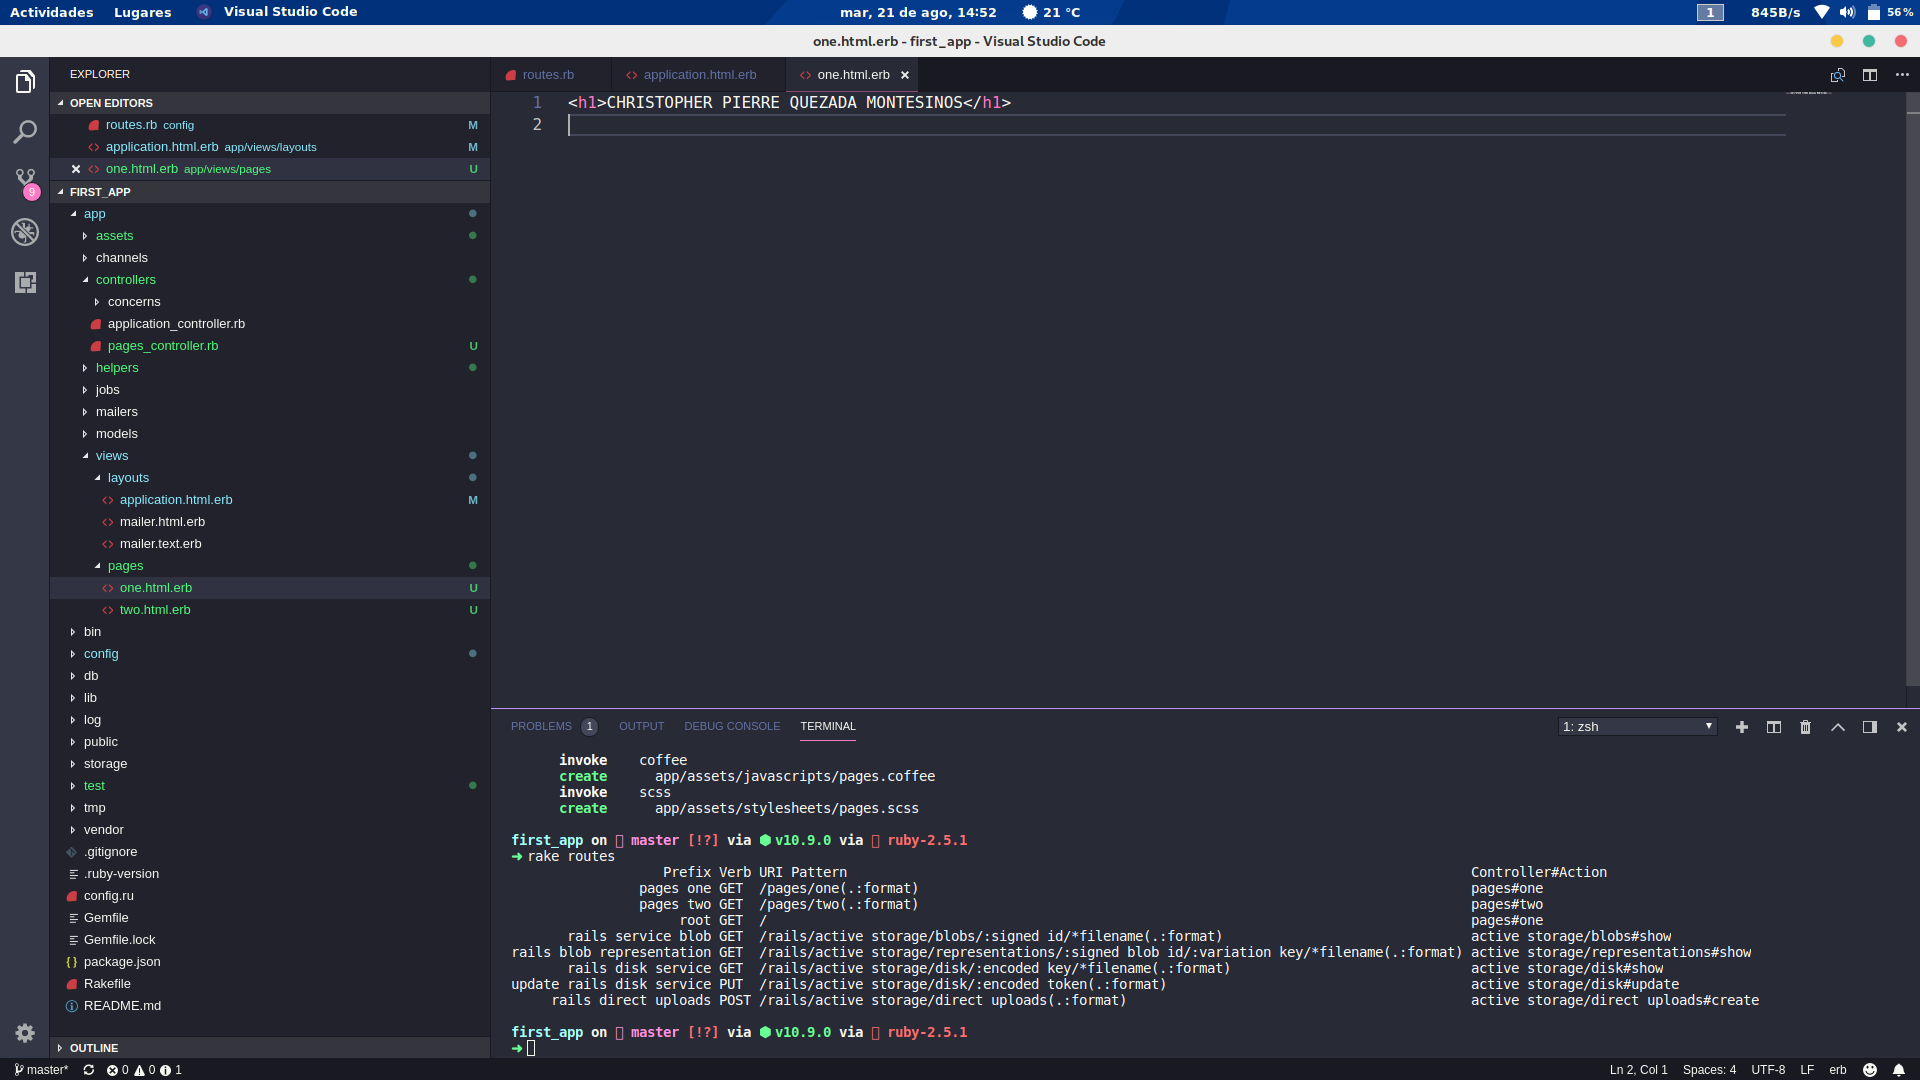 Actividades Lugares Visual Studio Code mar, 21 de ago, 14:52 21 °C 1 845B/s 56 %
one.html.erb - first_app - Visual Studio Code
EXPLORER
OPEN EDITORS
routes.rb config M
application.html.erb app/views/layouts M
one.html.erb app/views/pages U
9
FIRST_APP
app
assets
channels
controllers
concerns
application_controller.rb
pages_controller.rb U
helpers
jobs
mailers
models
views
layouts
application.html.erb M
mailer.html.erb
mailer.text.erb
pages
one.html.erb U
two.html.erb U
bin
config
db
lib
log
public
storage
test
tmp
vendor
.gitignore
.ruby-version
config.ru
Gemfile
Gemfile.lock
package.json
Rakefile
README.md
OUTLINE
routes.rb application.html.erb one.html.erb
1 <h1>CHRISTOPHER PIERRE QUEZADA MONTESINOS</h1>
2
PROBLEMS 1 OUTPUT DEBUG CONSOLE TERMINAL 1: zsh
invoke coffee
create app/assets/javascripts/pages.coffee
invoke scss
create app/assets/stylesheets/pages.scss
first_app on master [!?] via v10.9.0 via ruby-2.5.1
➜ rake routes
Prefix Verb URI Pattern Controller#Action
pages one GET /pages/one(.:format) pages#one
pages two GET /pages/two(.:format) pages#two
root GET / pages#one
rails service blob GET /rails/active storage/blobs/:signed id/*filename(.:format) active storage/blobs#show
rails blob representation GET /rails/active storage/representations/:signed blob id/:variation key/*filename(.:format) active storage/representations#show
rails disk service GET /rails/active storage/disk/:encoded key/*filename(.:format) active storage/disk#show
update rails disk service PUT /rails/active storage/disk/:encoded token(.:format) active storage/disk#update
rails direct uploads POST /rails/active storage/direct uploads(.:format) active storage/direct uploads#create
first_app on master [!?] via v10.9.0 via ruby-2.5.1
➜
master* 0 0 1 Ln 2, Col 1 Spaces: 4 UTF-8 LF erb